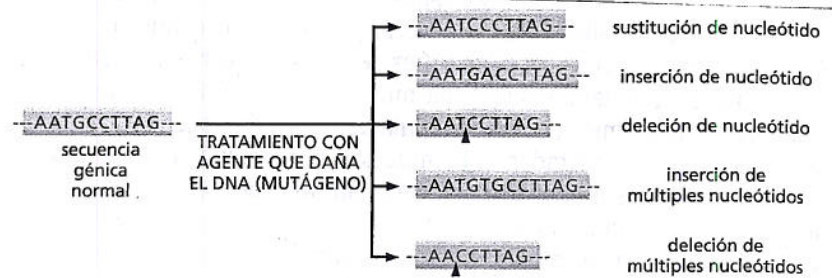 ---AATGCCTTAG---
secuencia
génica
normal
TRATAMIENTO CON
AGENTE QUE DAÑA
EL DNA (MUTÁGENO)
---AATCCCTTAG---
sustitución de nucleótido
---AATGACCTTAG---
inserción de nucleótido
---AATCCTTAG---
deleción de nucleótido
---AATGTGCCTTAG---
inserción de
múltiples nucleótidos
---AACCTTAG---
deleción de
múltiples nucleótidos